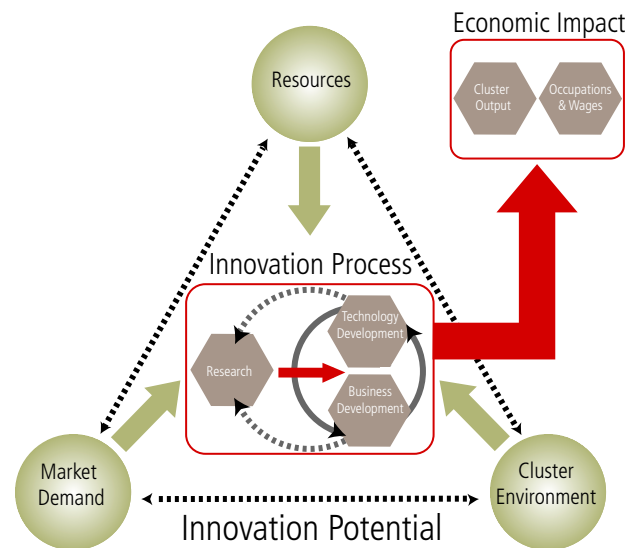 Economic Impact
Cluster
Output
Occupations
& Wages
Resources
Innovation Process
Technology
Development
Research
Business
Development
Market
Demand
Cluster
Environment
Innovation Potential